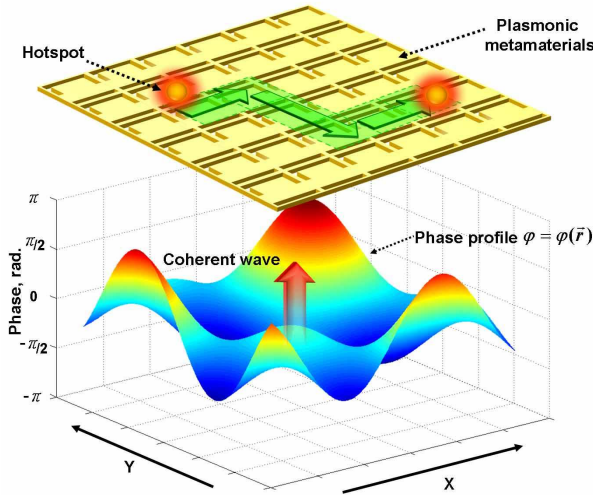 Hotspot
Plasmonic
metamaterials
π
π/2
0
-π/2
-π
Phase, rad.
Coherent wave
Phase profile φ = φ(r⃗)
Y
X